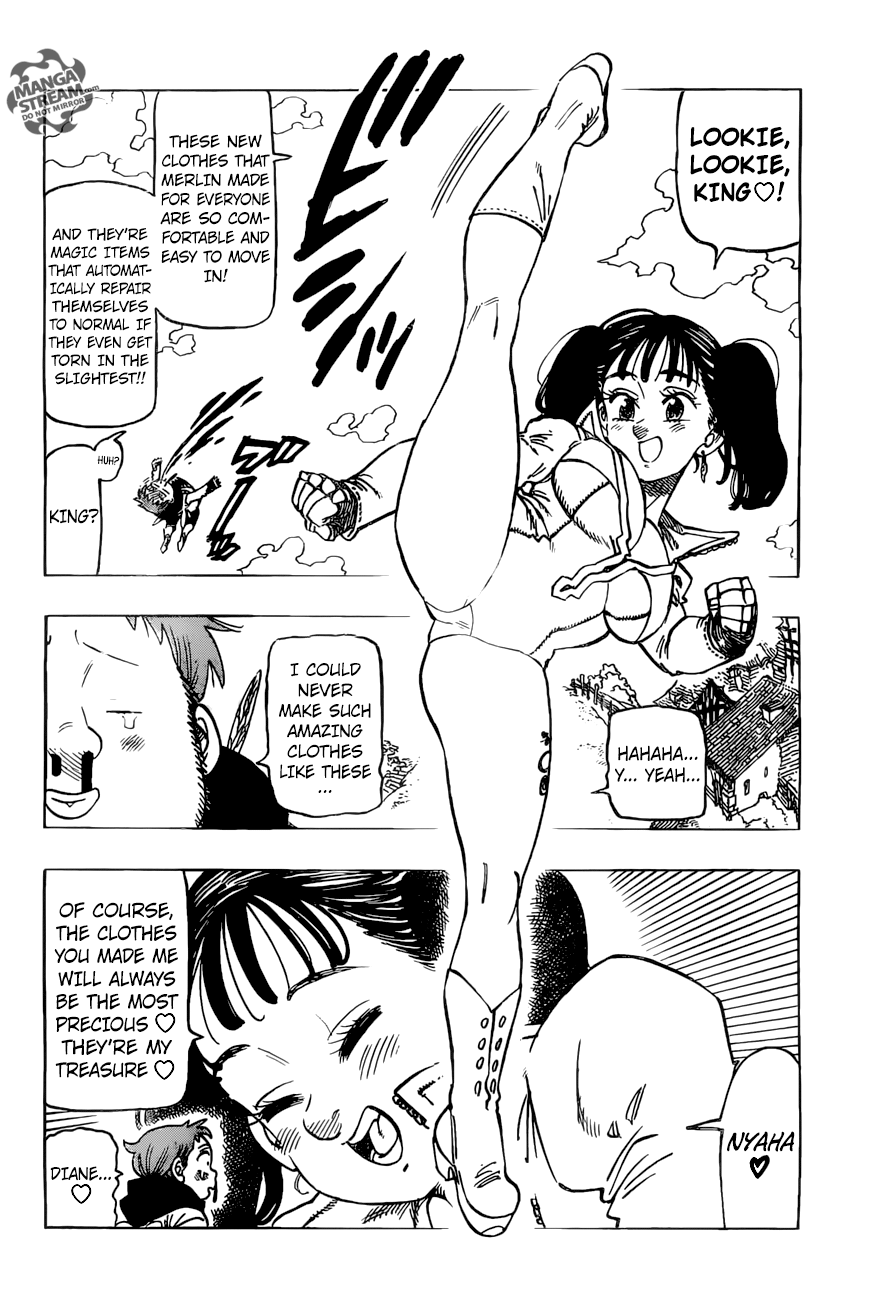 MANGA
STREAM.com
DO NOT MIRROR
LOOKIE,
LOOKIE,
KING♡!
THESE NEW
CLOTHES THAT
MERLIN MADE
FOR EVERYONE
ARE SO COM-
FORTABLE AND
EASY TO MOVE
IN!
AND THEY'RE
MAGIC ITEMS
THAT AUTOMAT-
ICALLY REPAIR
THEMSELVES
TO NORMAL IF
THEY EVEN GET
TORN IN THE
SLIGHTEST!!
HUH?
KING?
HAHAHA...
Y... YEAH...
I COULD
NEVER
MAKE SUCH
AMAZING
CLOTHES
LIKE THESE
...
NYAHA
♡
OF COURSE,
THE CLOTHES
YOU MADE ME
WILL ALWAYS
BE THE MOST
PRECIOUS ♡
THEY'RE MY
TREASURE ♡
DIANE...
♡